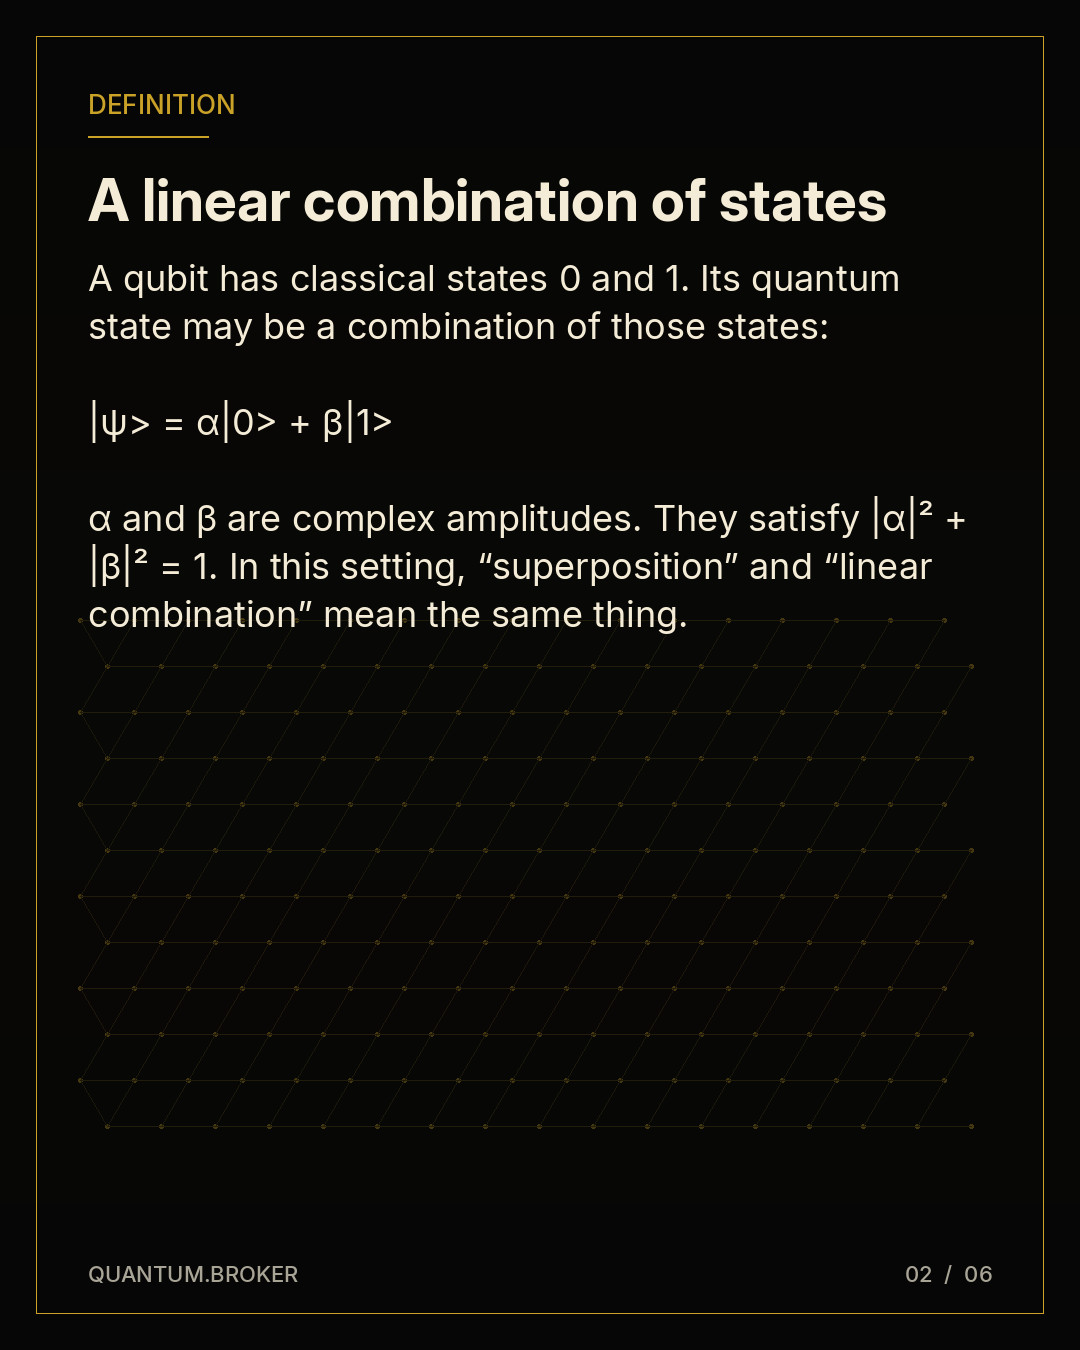 DEFINITION
A linear combination of states
A qubit has classical states 0 and 1. Its quantum
state may be a combination of those states:
|ψ> = α|0> + β|1>
α and β are complex amplitudes. They satisfy |α|² +
|β|² = 1. In this setting, “superposition” and “linear
combination” mean the same thing.
QUANTUM.BROKER
02 / 06